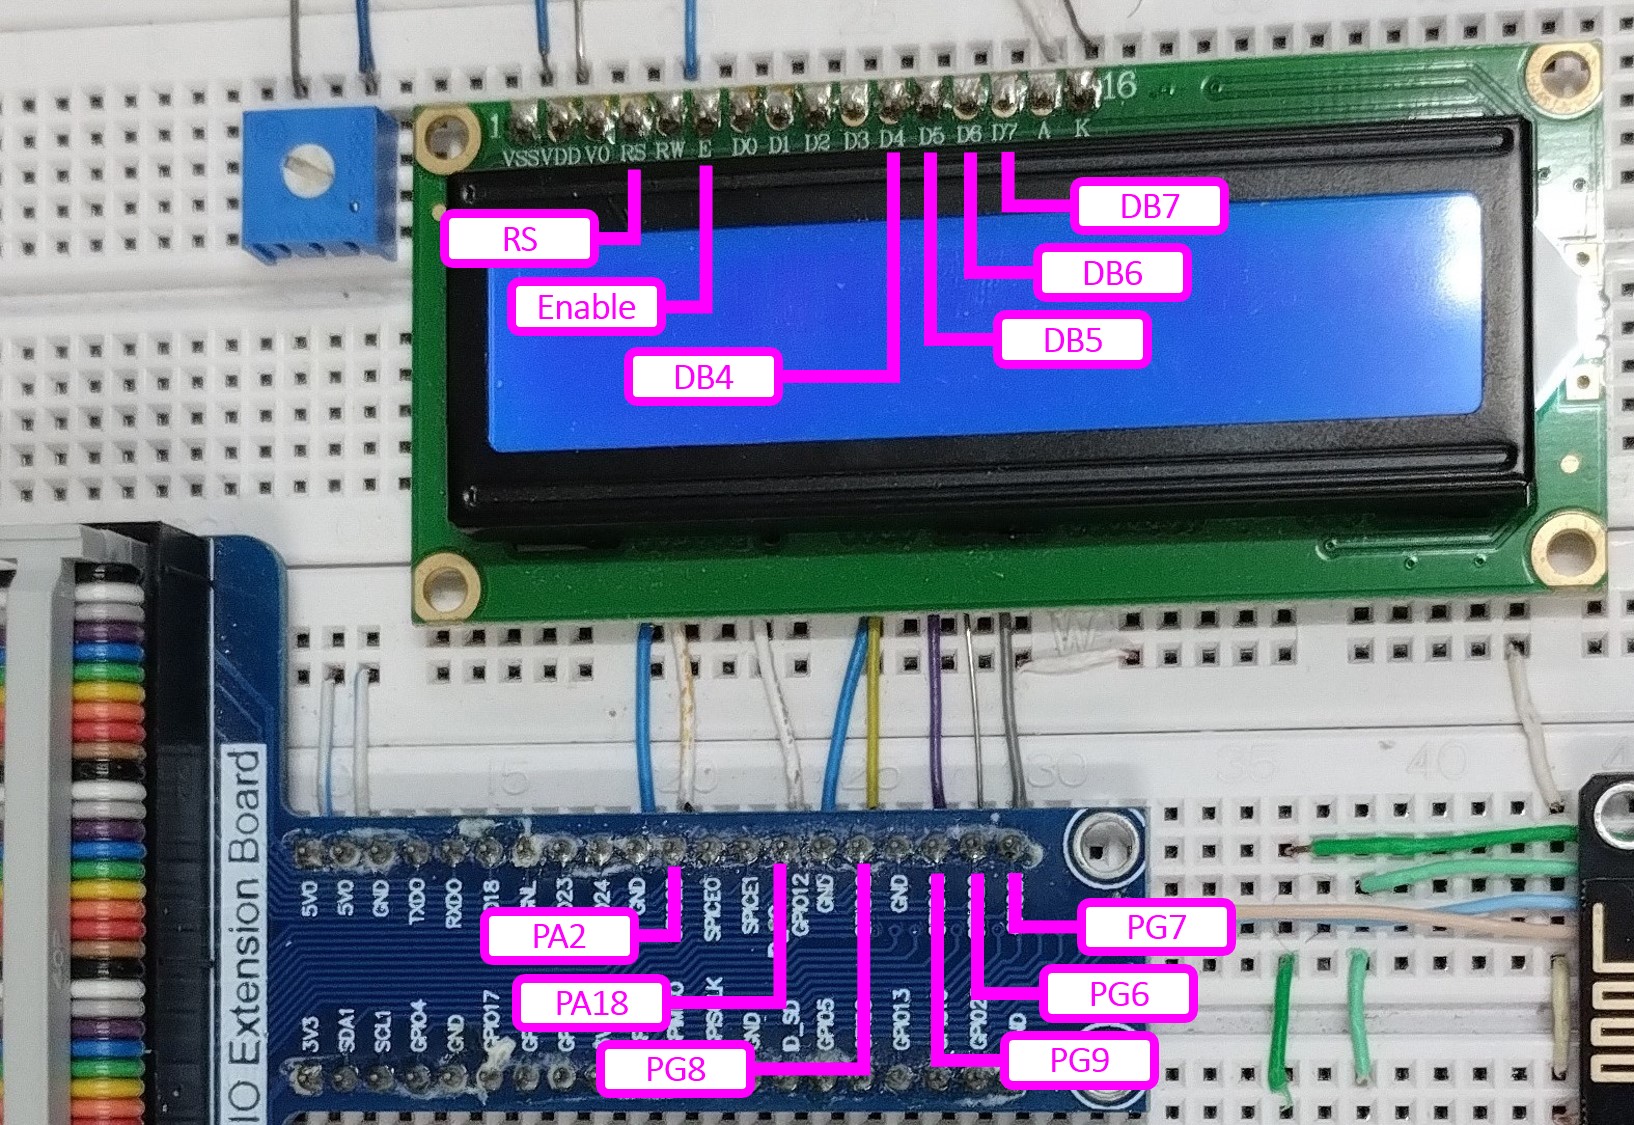 1
16
VSS VDD V0 RS RW E D0 D1 D2 D3 D4 D5 D6 D7 A K
RS
Enable
DB4
DB5
DB6
DB7
15
20
25
30
35
40
5V0 5V0 GND TXD0 RXD0
GND
SPICE0 SPICE1
GPIO12 GND
GND
PA2
PA18
PG8
PG9
PG6
PG7
3V3 SDA1 SCL1 GPIO4 GND GPIO17
GND
GPIO5
GPIO13
IO Extension Board